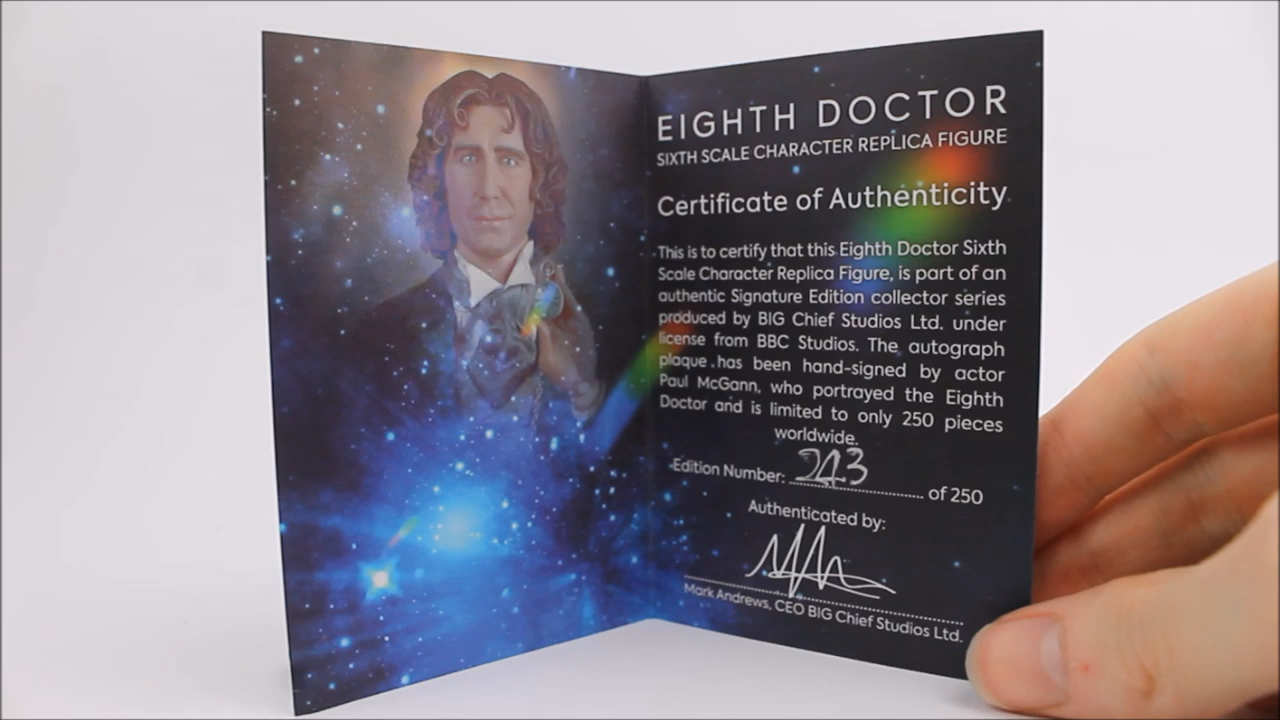 EIGHTH DOCTOR
SIXTH SCALE CHARACTER REPLICA FIGURE
Certificate of Authenticity
This is to certify that this Eighth Doctor Sixth
Scale Character Replica Figure, is part of an
authentic Signature Edition collector series
produced by BIG Chief Studios Ltd. under
license from BBC Studios. The autograph
plaque has been hand-signed by actor
Paul McGann, who portrayed the Eighth
Doctor and is limited to only 250 pieces
worldwide.
Edition Number: 243 of 250
Authenticated by:
Mark Andrews, CEO BIG Chief Studios Ltd.